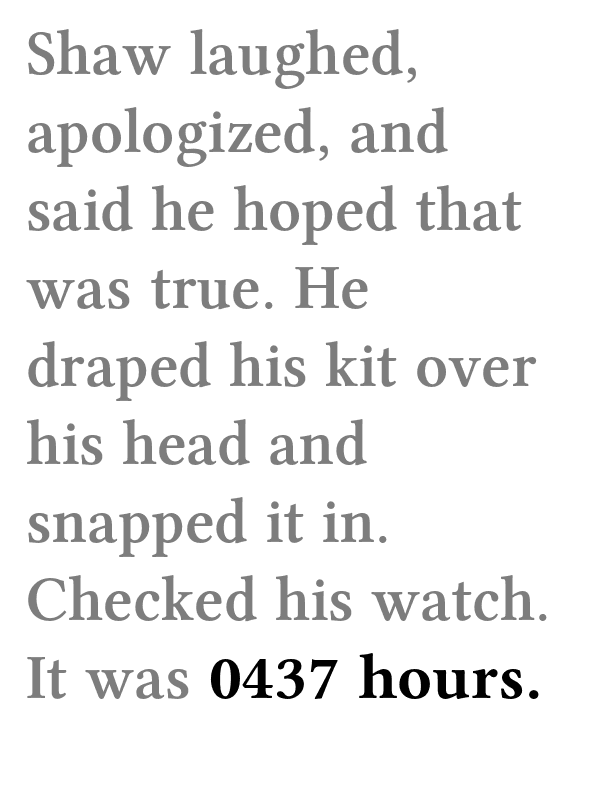 Shaw laughed,
apologized, and
said he hoped that
was true. He
draped his kit over
his head and
snapped it in.
Checked his watch.
It was 0437 hours.